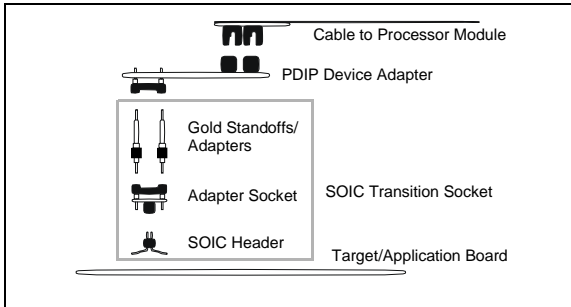 Cable to Processor Module
PDIP Device Adapter
Gold Standoffs/
Adapters
Adapter Socket
SOIC Transition Socket
SOIC Header
Target/Application Board